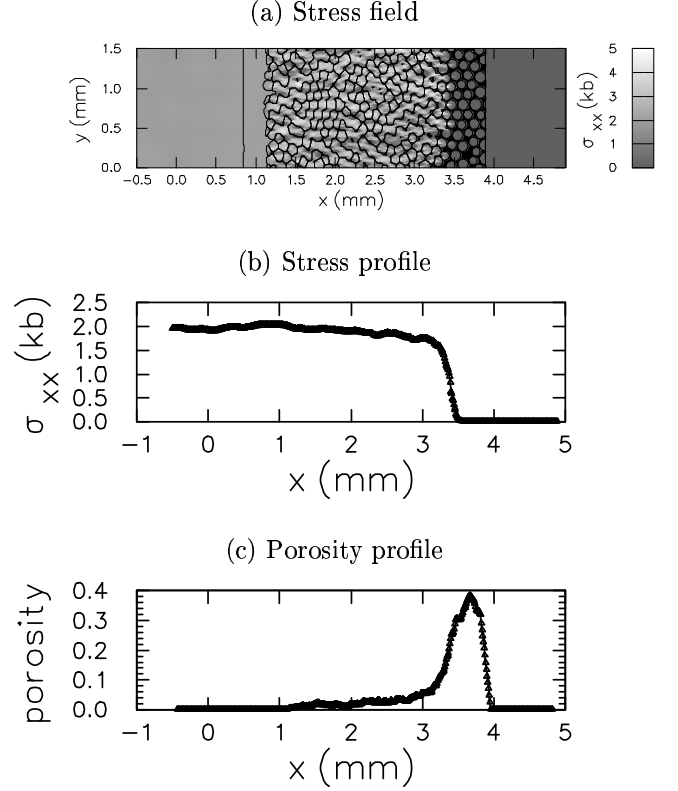 (a) Stress field
y (mm)
1.5
1.0
0.5
0.0
-0.5 0.0 0.5 1.0 1.5 2.0 2.5 3.0 3.5 4.0 4.5
x (mm)
σ xx (kb)
5
4
3
2
1
0
(b) Stress profile
σ xx (kb)
2.5
2.0
1.5
1.0
0.5
0.0
-1 0 1 2 3 4 5
x (mm)
(c) Porosity profile
porosity
0.4
0.3
0.2
0.1
0.0
-1 0 1 2 3 4 5
x (mm)